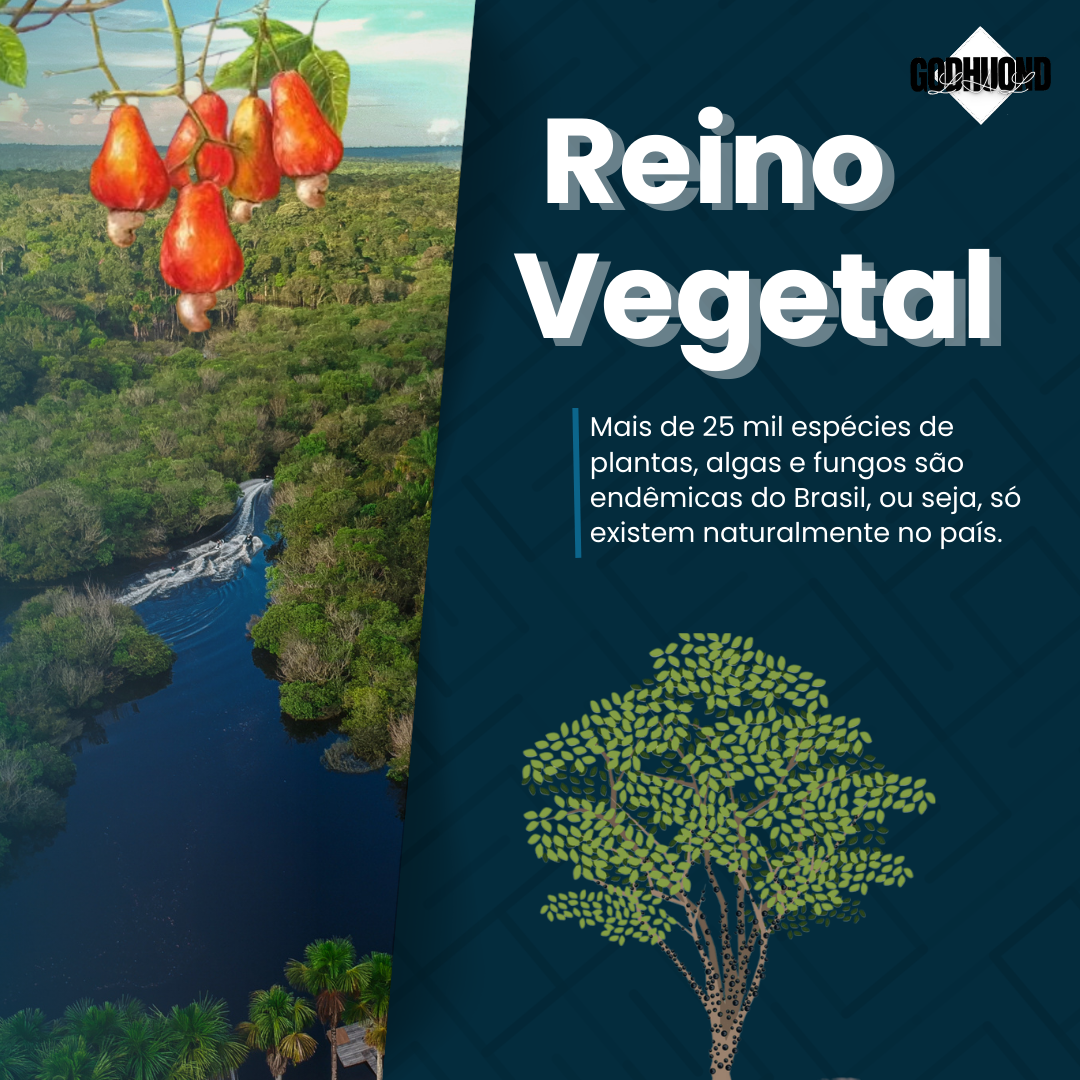 Reino
Vegetal
Mais de 25 mil espécies de
plantas, algas e fungos são
endêmicas do Brasil, ou seja, só
existem naturalmente no país.